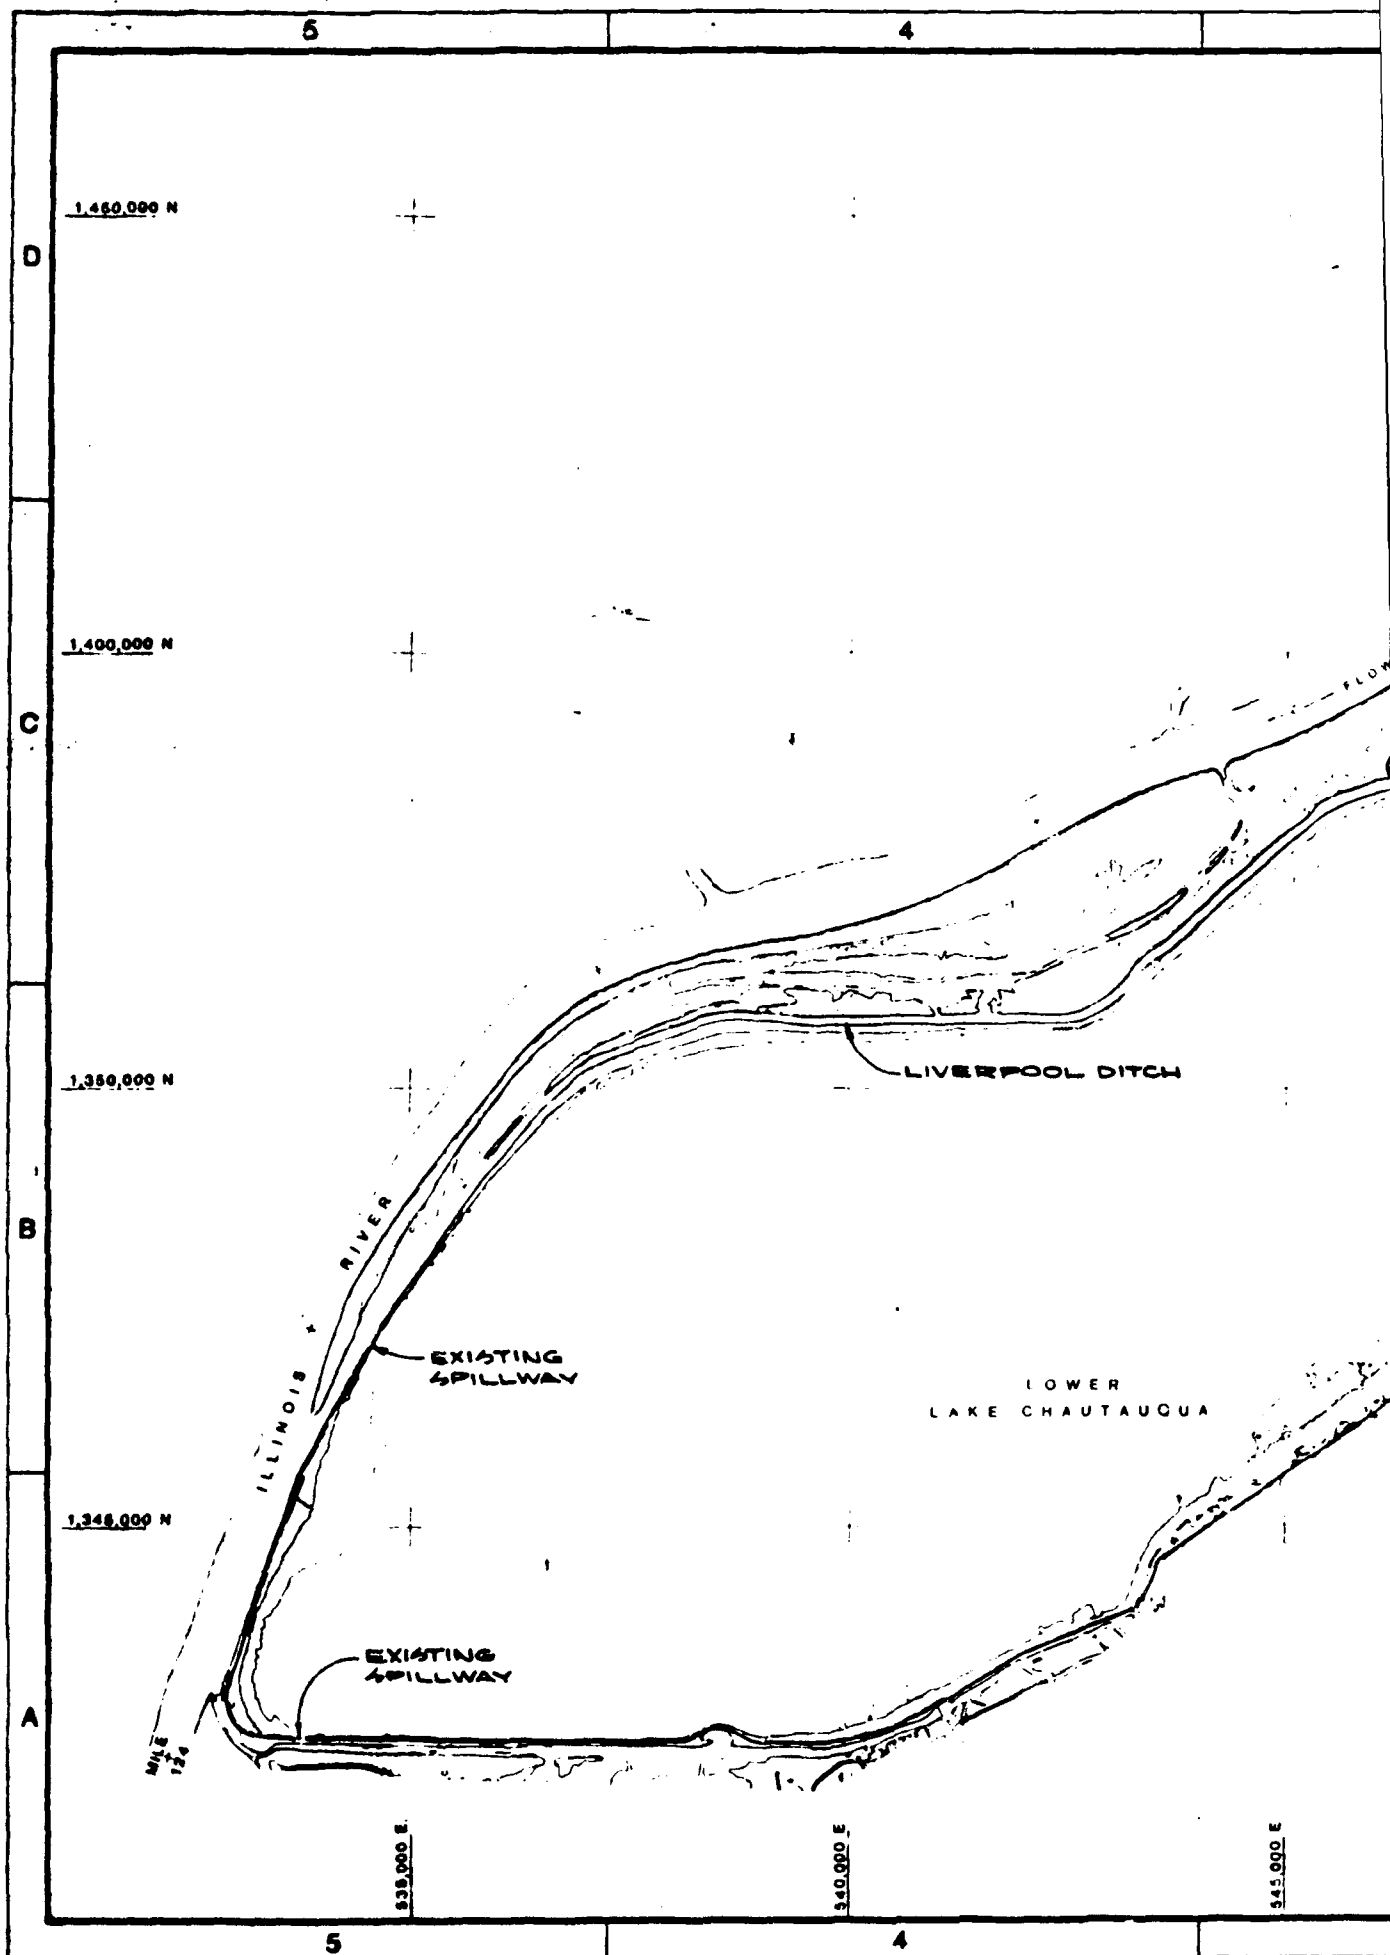 5
4
1,460,000 N
D
1,400,000 N
C
FLOW
LIVERPOOL DITCH
1,350,000 N
B
RIVER
ILLINOIS
EXISTING
SPILLWAY
LOWER
LAKE CHAUTAUQUA
1,345,000 N
EXISTING
SPILLWAY
A
MILE
124
535,000 E
540,000 E
545,000 E
5
4